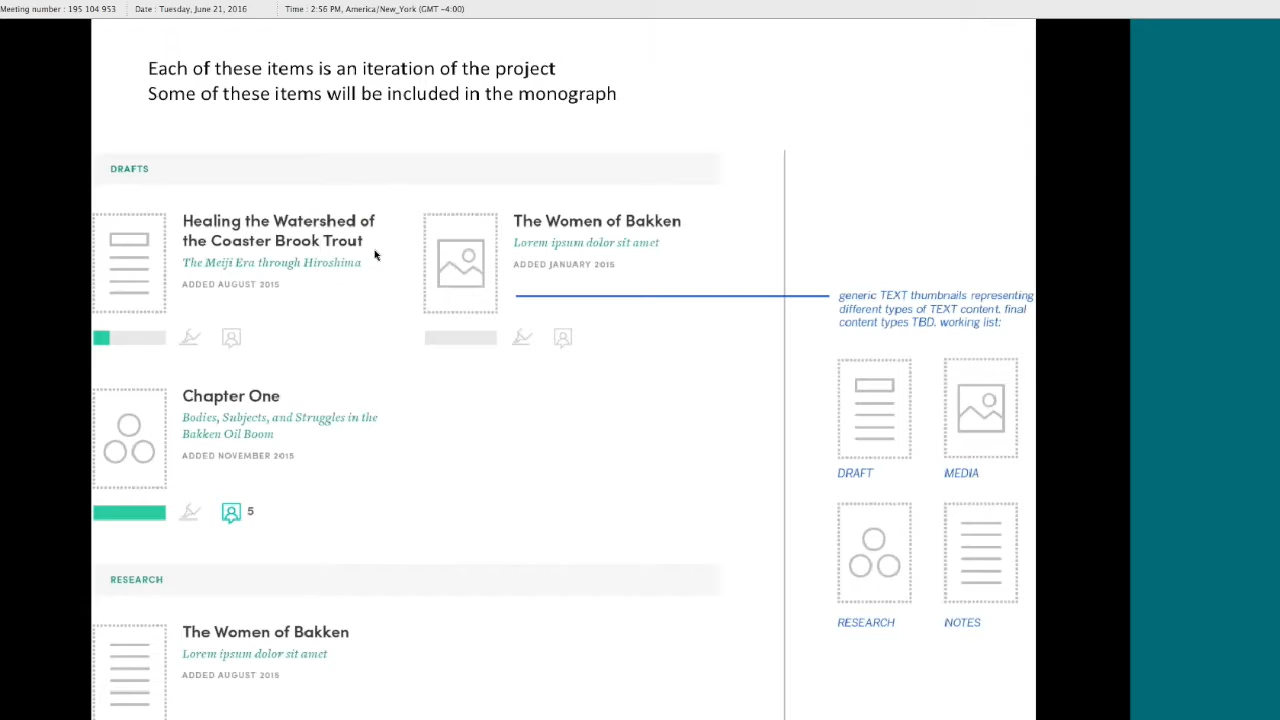 Meeting number : 195 104 953 Date : Tuesday, June 21, 2016 Time : 2:56 PM, America/New_York (GMT -4:00)
Each of these items is an iteration of the project
Some of these items will be included in the monograph
DRAFTS
Healing the Watershed of
the Coaster Brook Trout
The Meiji Era through Hiroshima
ADDED AUGUST 2015
The Women of Bakken
Lorem ipsum dolor sit amet
ADDED JANUARY 2015
Chapter One
Bodies, Subjects, and Struggles in the
Bakken Oil Boom
ADDED NOVEMBER 2015
5
RESEARCH
The Women of Bakken
Lorem ipsum dolor sit amet
ADDED AUGUST 2015
generic TEXT thumbnails representing
different types of TEXT content. final
content types TBD. working list:
DRAFT
MEDIA
RESEARCH
NOTES